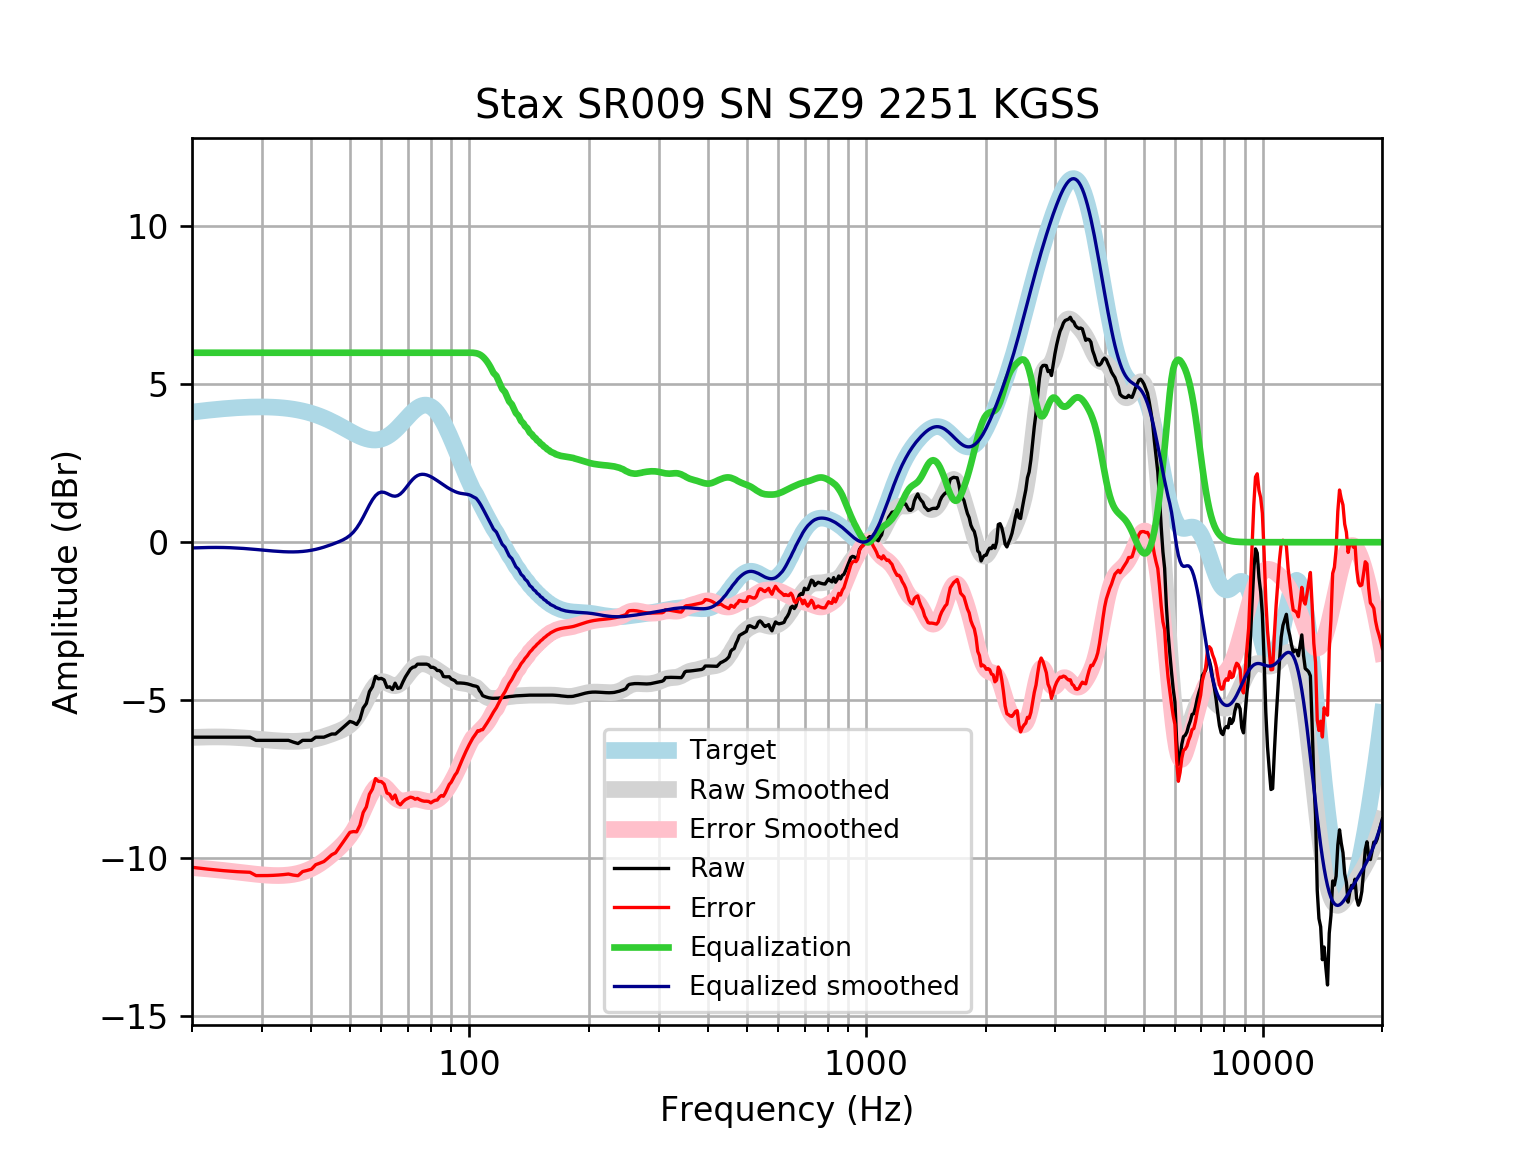 Stax SR009 SN SZ9 2251 KGSS
Amplitude (dBr)
10
5
0
−5
−10
−15
Target
Raw Smoothed
Error Smoothed
Raw
Error
Equalization
Equalized smoothed
100
1000
10000
Frequency (Hz)